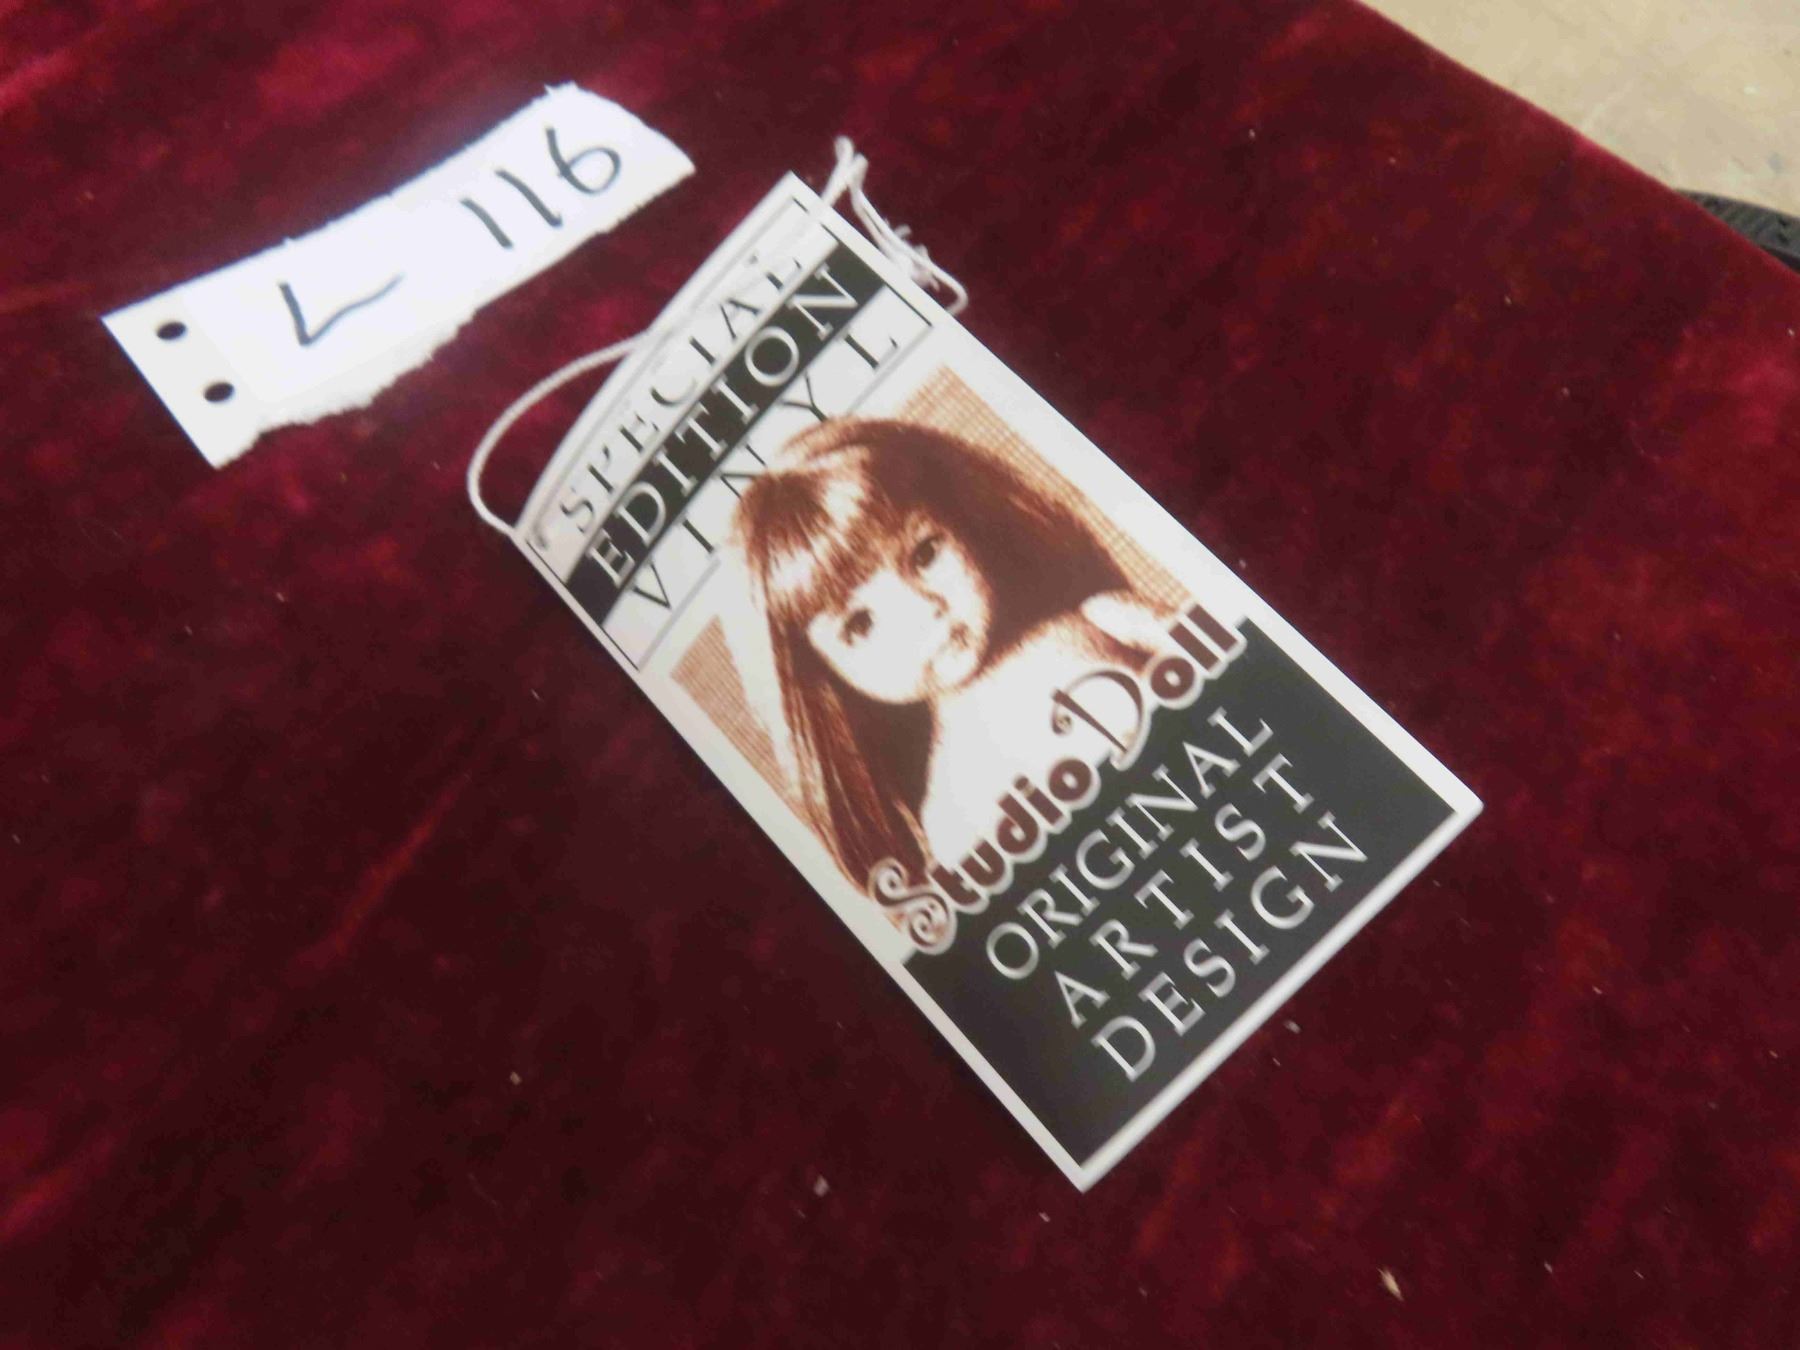 L-116
SPECIAL
EDITION
VINYL
Studio Doll
ORIGINAL
ARTIST
DESIGN